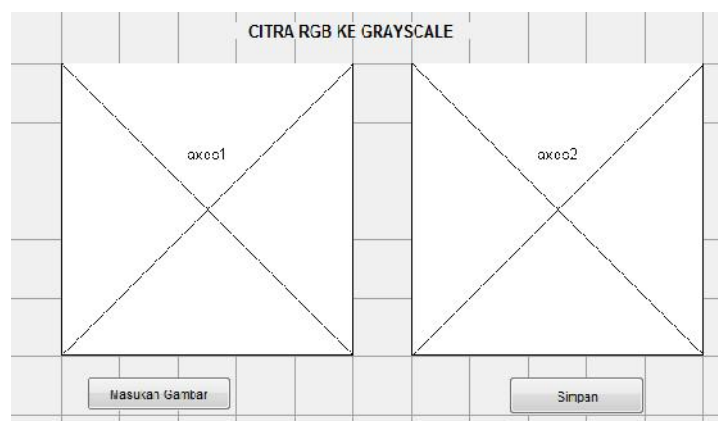 CITRA RGB KE GRAYSCALE
axes1
axes2
Masukan Gambar
Simpan